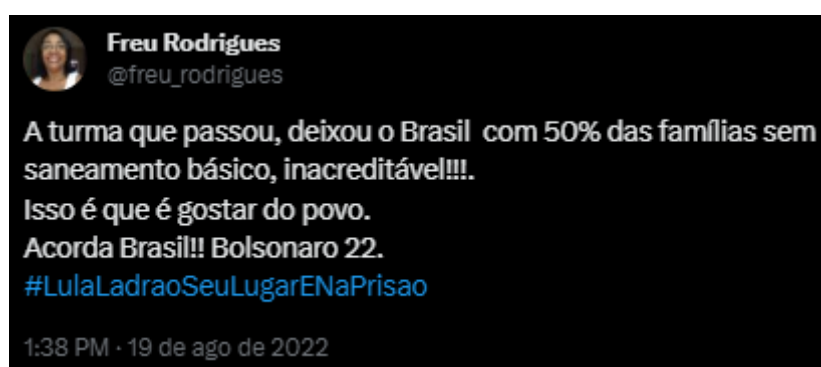 Freu Rodrigues
@freu_rodrigues
A turma que passou, deixou o Brasil  com 50% das famílias sem
saneamento básico, inacreditável!!!.
Isso é que é gostar do povo.
Acorda Brasil!! Bolsonaro 22.
#LulaLadraoSeuLugarENaPrisao
1:38 PM · 19 de ago de 2022